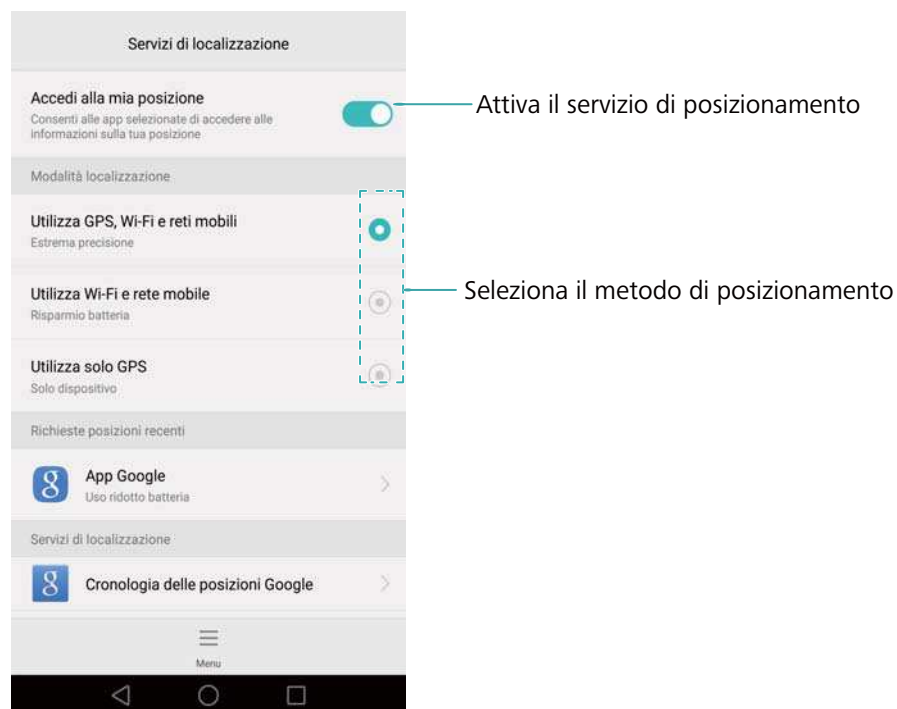 Servizi di localizzazione
Accedi alla mia posizione
Consenti alle app selezionate di accedere alle
informazioni sulla tua posizione
Attiva il servizio di posizionamento
Modalità localizzazione
Utilizza GPS, Wi-Fi e reti mobili
Estrema precisione
Utilizza Wi-Fi e rete mobile
Risparmio batteria
Seleziona il metodo di posizionamento
Utilizza solo GPS
Solo dispositivo
Richieste posizioni recenti
g
App Google
Uso ridotto batteria
Servizi di localizzazione
g
Cronologia delle posizioni Google
Menu